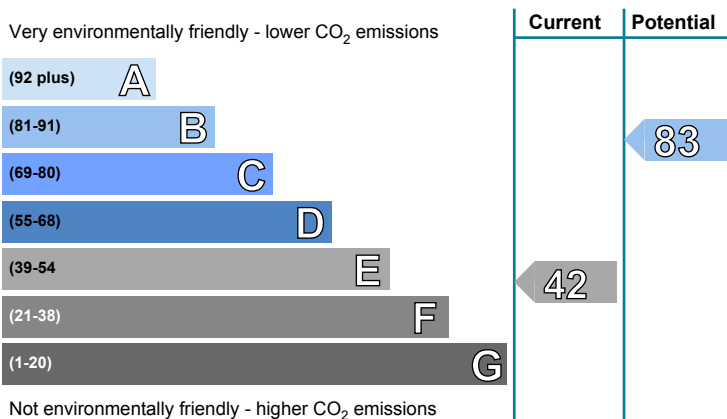 Current Potential
Very environmentally friendly - lower CO2 emissions
(92 plus) A
(81-91) B
83
(69-80) C
(55-68) D
(39-54 E
42
(21-38) F
(1-20) G
Not environmentally friendly - higher CO2 emissions